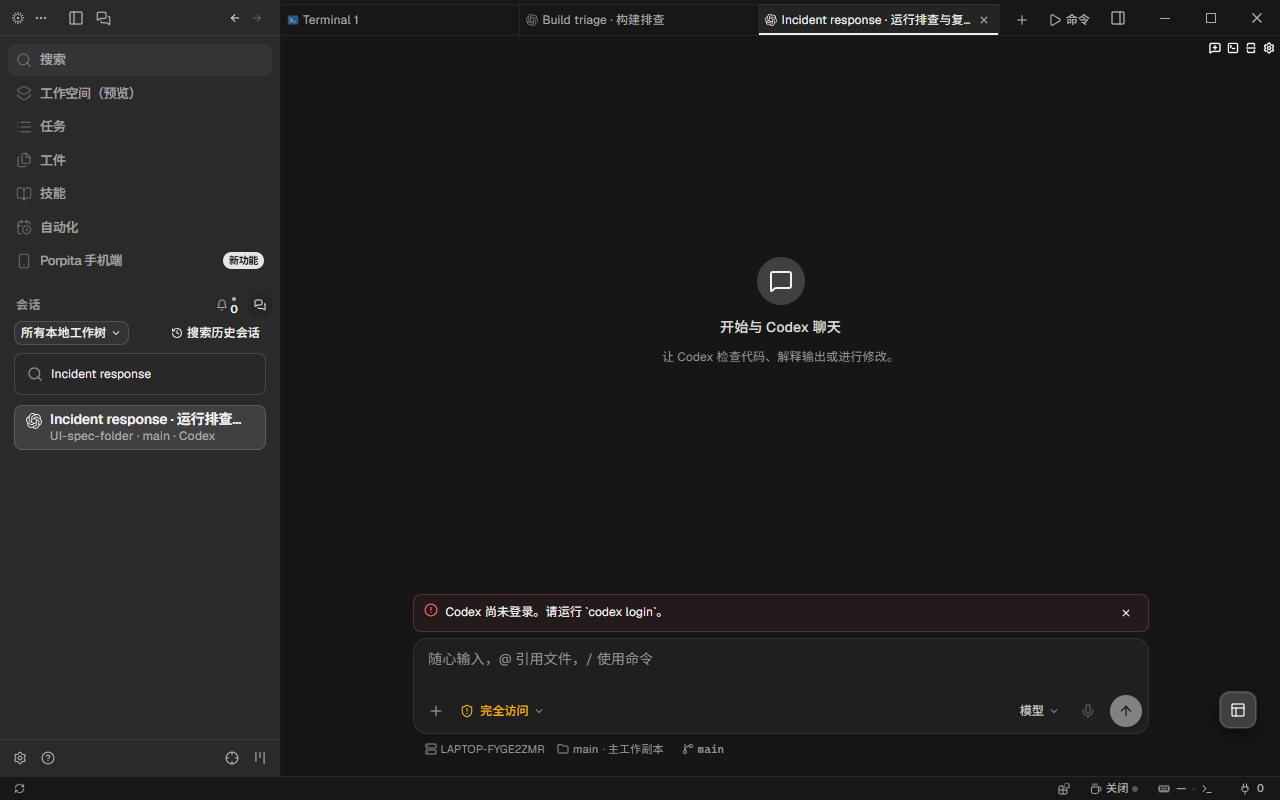 Terminal 1
Build triage · 构建排查
Incident response · 运行排查与复...
命令
搜索
工作空间（预览）
任务
工件
技能
自动化
Porpita 手机端
新功能
会话
0
所有本地工作树
搜索历史会话
Incident response
Incident response · 运行排查...
UI-spec-folder · main · Codex
开始与 Codex 聊天
让 Codex 检查代码、解释输出或进行修改。
Codex 尚未登录。请运行 `codex login`。
随心输入，@ 引用文件，/ 使用命令
完全访问
模型
LAPTOP-FYGE2ZMR
main · 主工作副本
main
关闭
— ·
0